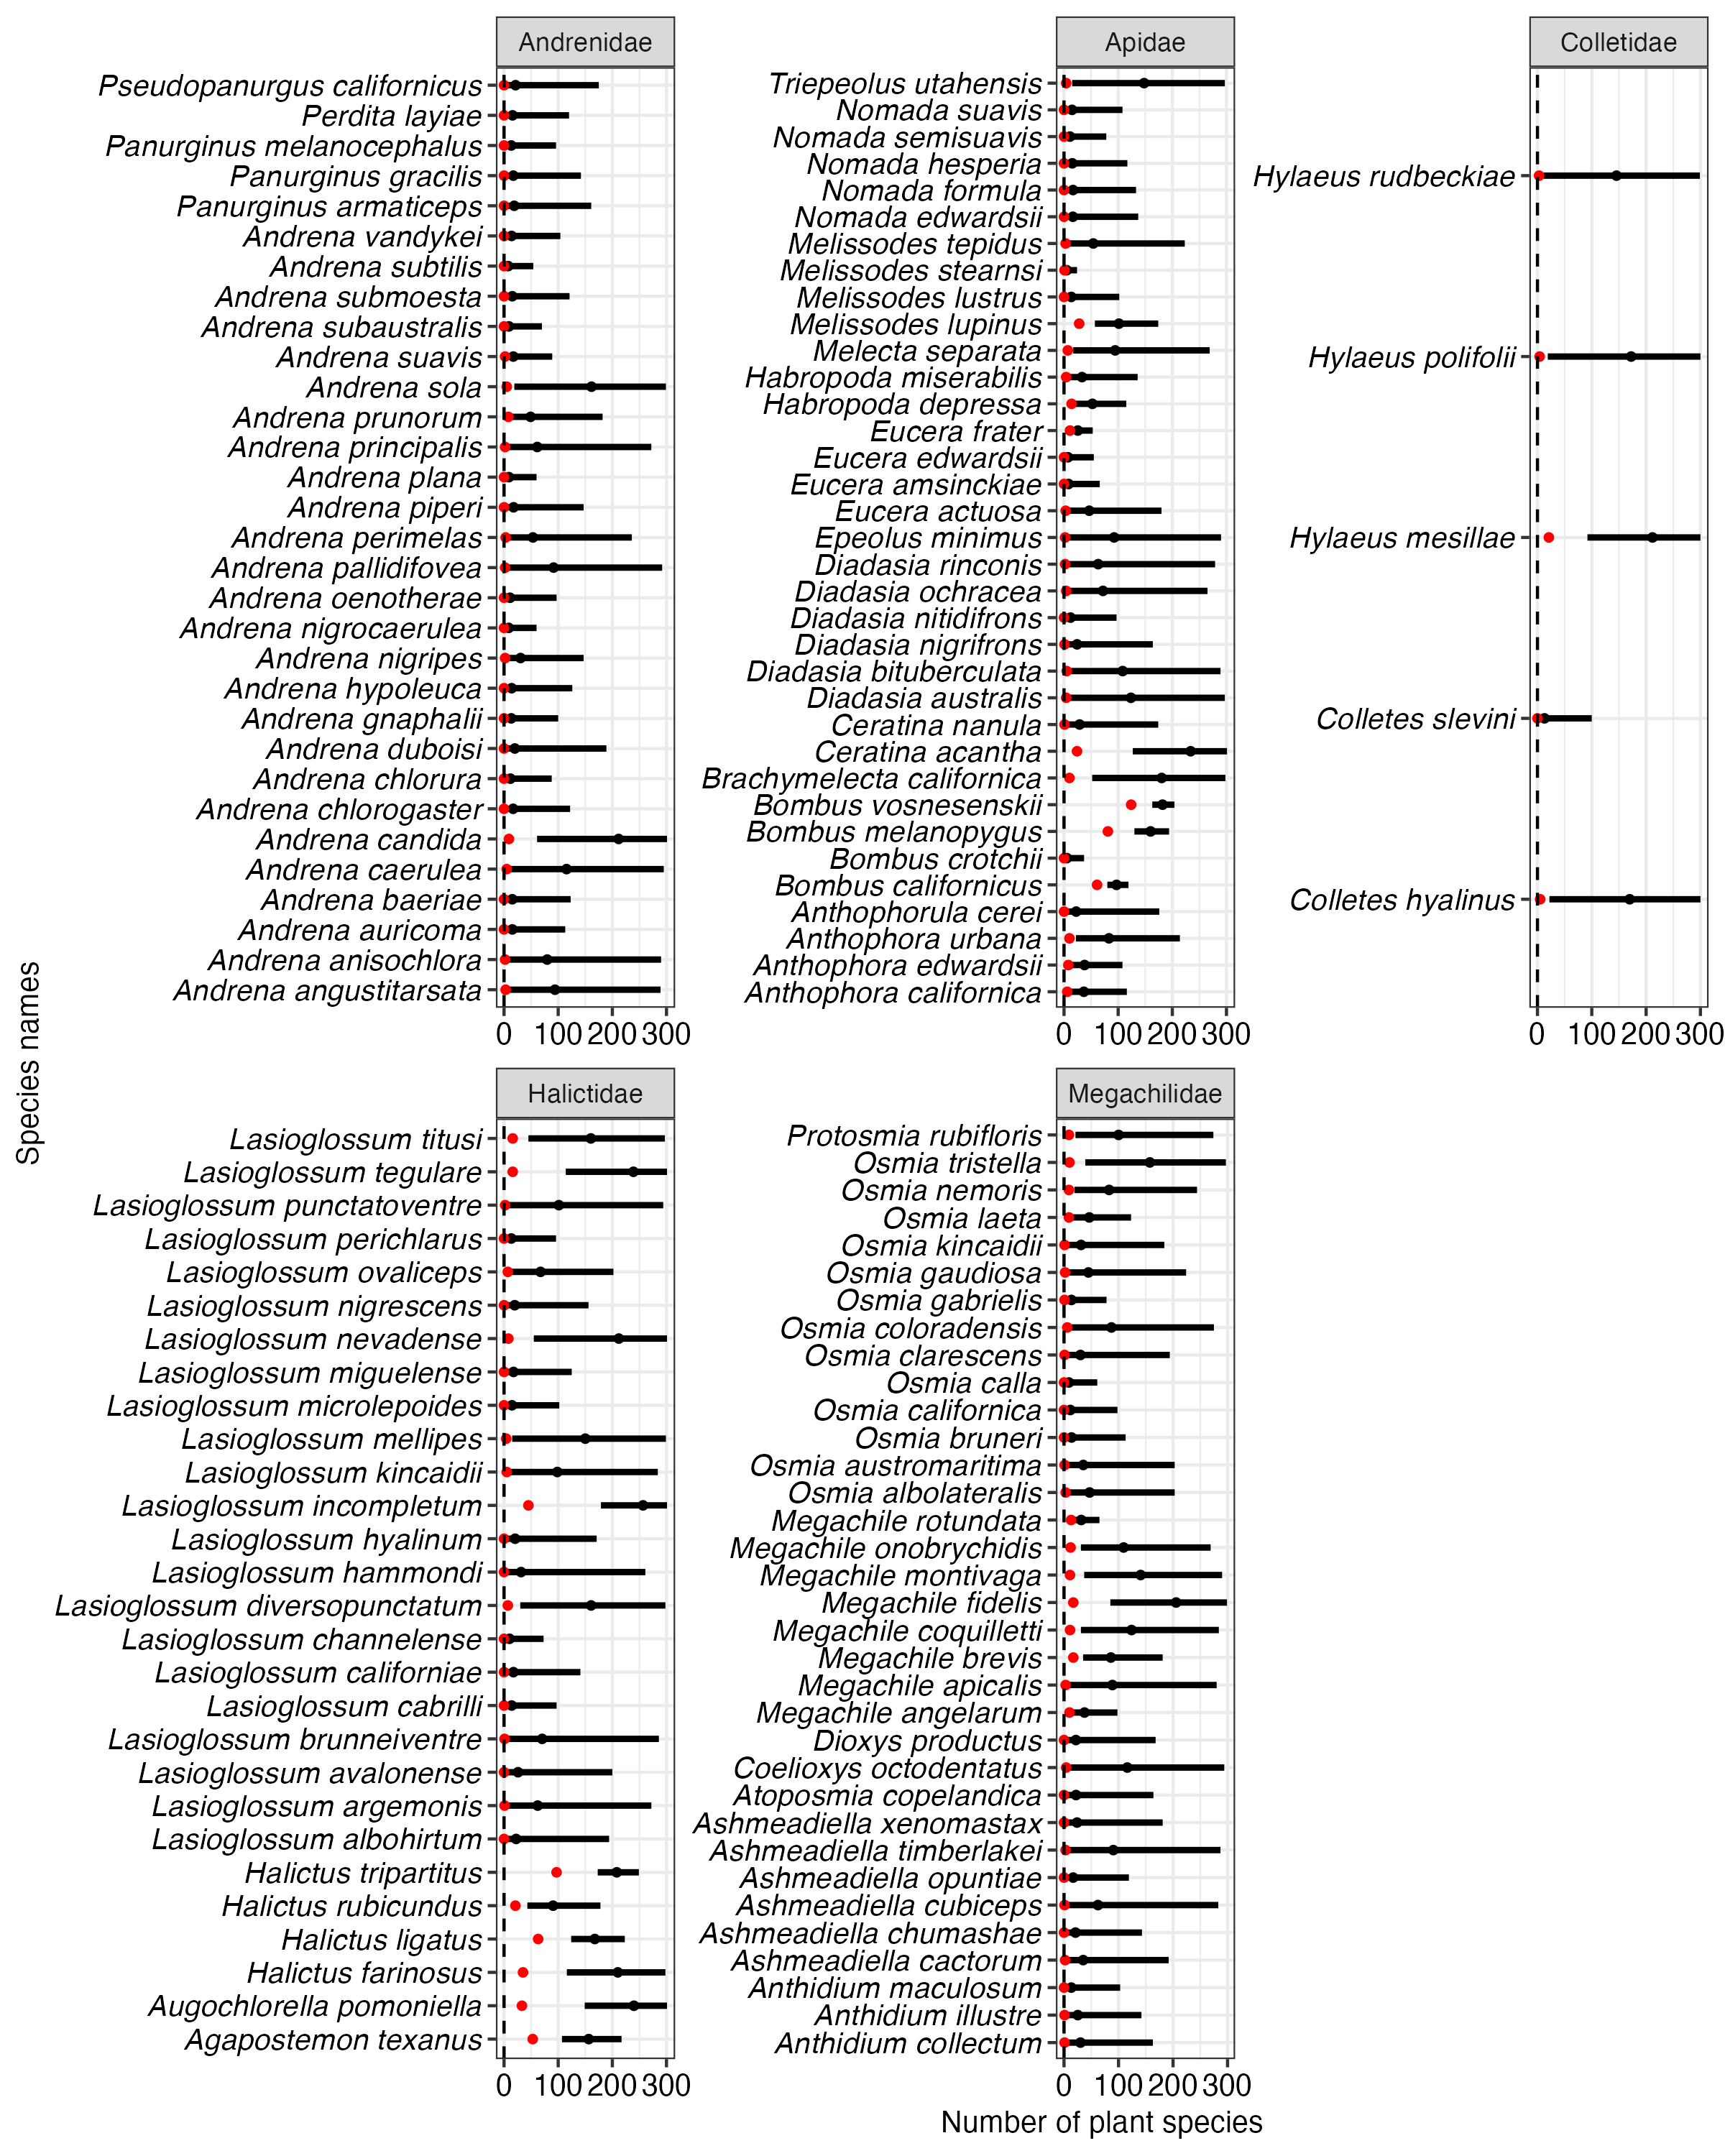 Andrenidae
Pseudopanurgus californicus
Perdita layiae
Panurginus melanocephalus
Panurginus gracilis
Panurginus armaticeps
Andrena vandykei
Andrena subtilis
Andrena submoesta
Andrena subaustralis
Andrena suavis
Andrena sola
Andrena prunorum
Andrena principalis
Andrena plana
Andrena piperi
Andrena perimelas
Andrena pallidifovea
Andrena oenotherae
Andrena nigrocaerulea
Andrena nigripes
Andrena hypoleuca
Andrena gnaphalii
Andrena duboisi
Andrena chlorura
Andrena chlorogaster
Andrena candida
Andrena caerulea
Andrena baeriae
Andrena auricoma
Andrena anisochlora
Andrena angustitarsata
0 100 200 300
Apidae
Triepeolus utahensis
Nomada suavis
Nomada semisuavis
Nomada hesperia
Nomada formula
Nomada edwardsii
Melissodes tepidus
Melissodes stearnsi
Melissodes lustrus
Melissodes lupinus
Melecta separata
Habropoda miserabilis
Habropoda depressa
Eucera frater
Eucera edwardsii
Eucera amsinckiae
Eucera actuosa
Epeolus minimus
Diadasia rinconis
Diadasia ochracea
Diadasia nitidifrons
Diadasia nigrifrons
Diadasia bituberculata
Diadasia australis
Ceratina nanula
Ceratina acantha
Brachymelecta californica
Bombus vosnesenskii
Bombus melanopygus
Bombus crotchii
Bombus californicus
Anthophorula cerei
Anthophora urbana
Anthophora edwardsii
Anthophora californica
0 100 200 300
Colletidae
Hylaeus rudbeckiae
Hylaeus polifolii
Hylaeus mesillae
Colletes slevini
Colletes hyalinus
0 100 200 300
Species names
Halictidae
Lasioglossum titusi
Lasioglossum tegulare
Lasioglossum punctatoventre
Lasioglossum perichlarus
Lasioglossum ovaliceps
Lasioglossum nigrescens
Lasioglossum nevadense
Lasioglossum miguelense
Lasioglossum microlepoides
Lasioglossum mellipes
Lasioglossum kincaidii
Lasioglossum incompletum
Lasioglossum hyalinum
Lasioglossum hammondi
Lasioglossum diversopunctatum
Lasioglossum channelense
Lasioglossum californiae
Lasioglossum cabrilli
Lasioglossum brunneiventre
Lasioglossum avalonense
Lasioglossum argemonis
Lasioglossum albohirtum
Halictus tripartitus
Halictus rubicundus
Halictus ligatus
Halictus farinosus
Augochlorella pomoniella
Agapostemon texanus
0 100 200 300
Megachilidae
Protosmia rubifloris
Osmia tristella
Osmia nemoris
Osmia laeta
Osmia kincaidii
Osmia gaudiosa
Osmia gabrielis
Osmia coloradensis
Osmia clarescens
Osmia calla
Osmia californica
Osmia bruneri
Osmia austromaritima
Osmia albolateralis
Megachile rotundata
Megachile onobrychidis
Megachile montivaga
Megachile fidelis
Megachile coquilletti
Megachile brevis
Megachile apicalis
Megachile angelarum
Dioxys productus
Coelioxys octodentatus
Atoposmia copelandica
Ashmeadiella xenomastax
Ashmeadiella timberlakei
Ashmeadiella opuntiae
Ashmeadiella cubiceps
Ashmeadiella chumashae
Ashmeadiella cactorum
Anthidium maculosum
Anthidium illustre
Anthidium collectum
0 100 200 300
Number of plant species